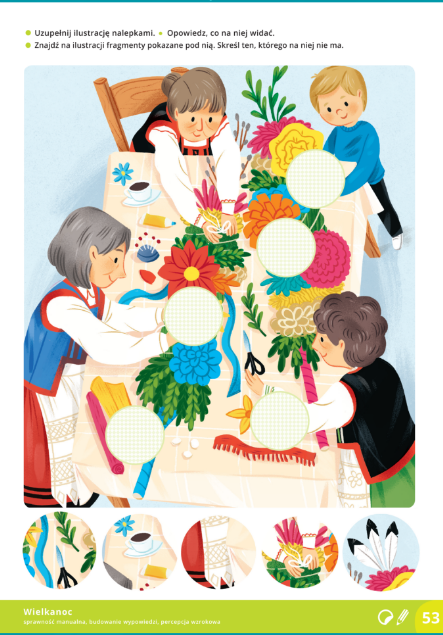 Uzupełnij ilustrację nalepkami. • Opowiedz, co na niej widać.
Znajdź na ilustracji fragmenty pokazane pod nią. Skreśl ten, którego na niej nie ma.
Wielkanoc
sprawność manualna, budowanie wypowiedzi, percepcja wzrokowa
53